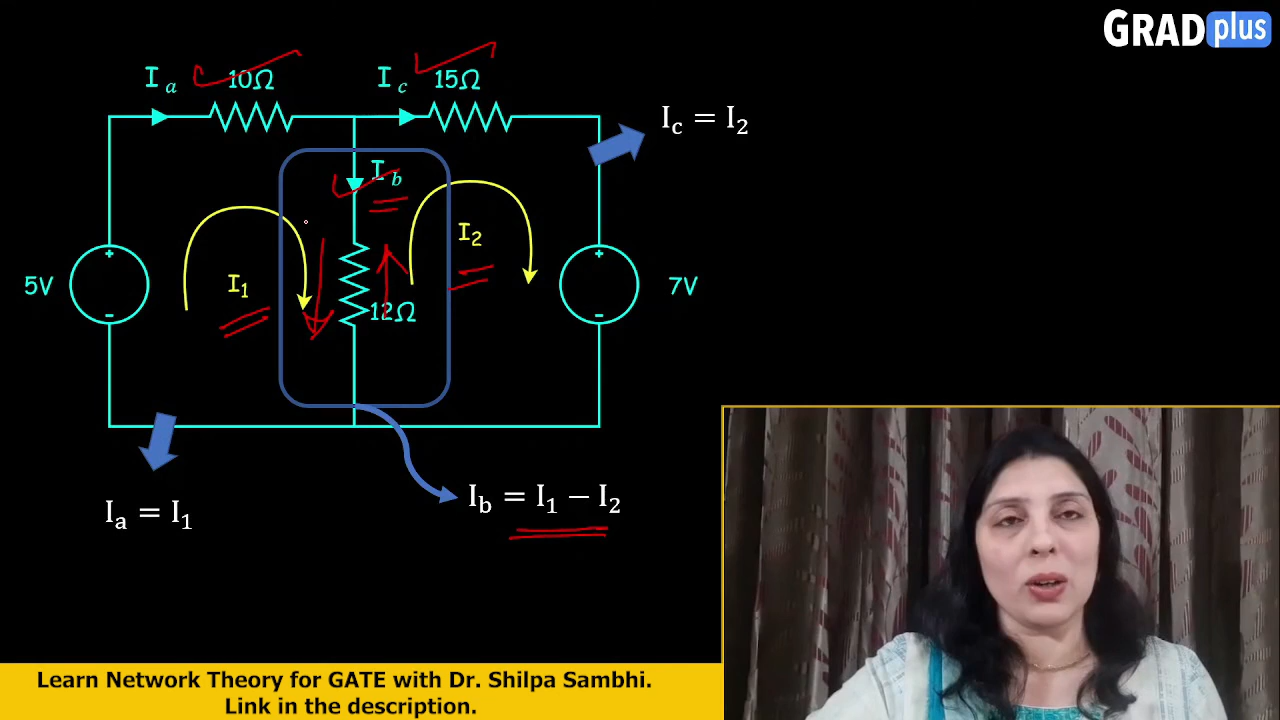 GRADplus
I a 10Ω I c 15Ω
Ic = I2
I b
I2
5V I1 7V
12Ω
Ib = I1 − I2
Ia = I1
Learn Network Theory for GATE with Dr. Shilpa Sambhi.
Link in the description.